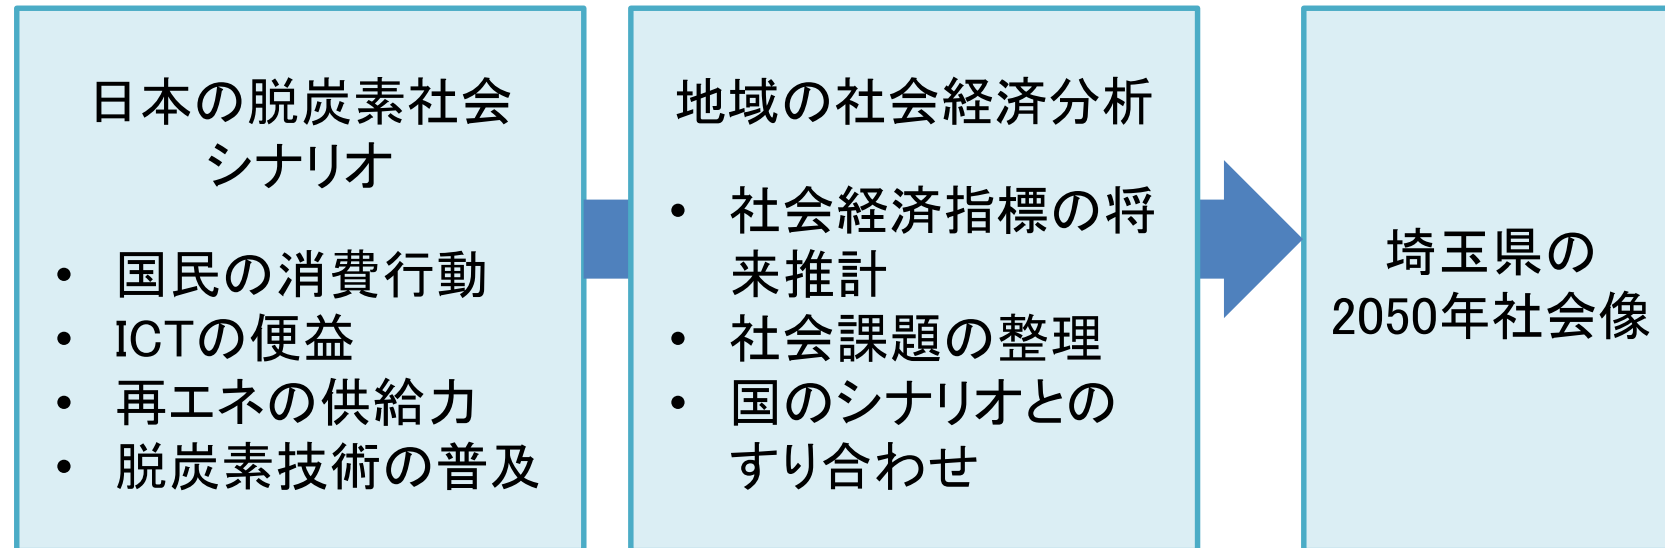 日本の脱炭素社会
シナリオ
• 国民の消費行動
• ICTの便益
• 再エネの供給力
• 脱炭素技術の普及
地域の社会経済分析
• 社会経済指標の将
来推計
• 社会課題の整理
• 国のシナリオとの
すり合わせ
埼玉県の
2050年社会像